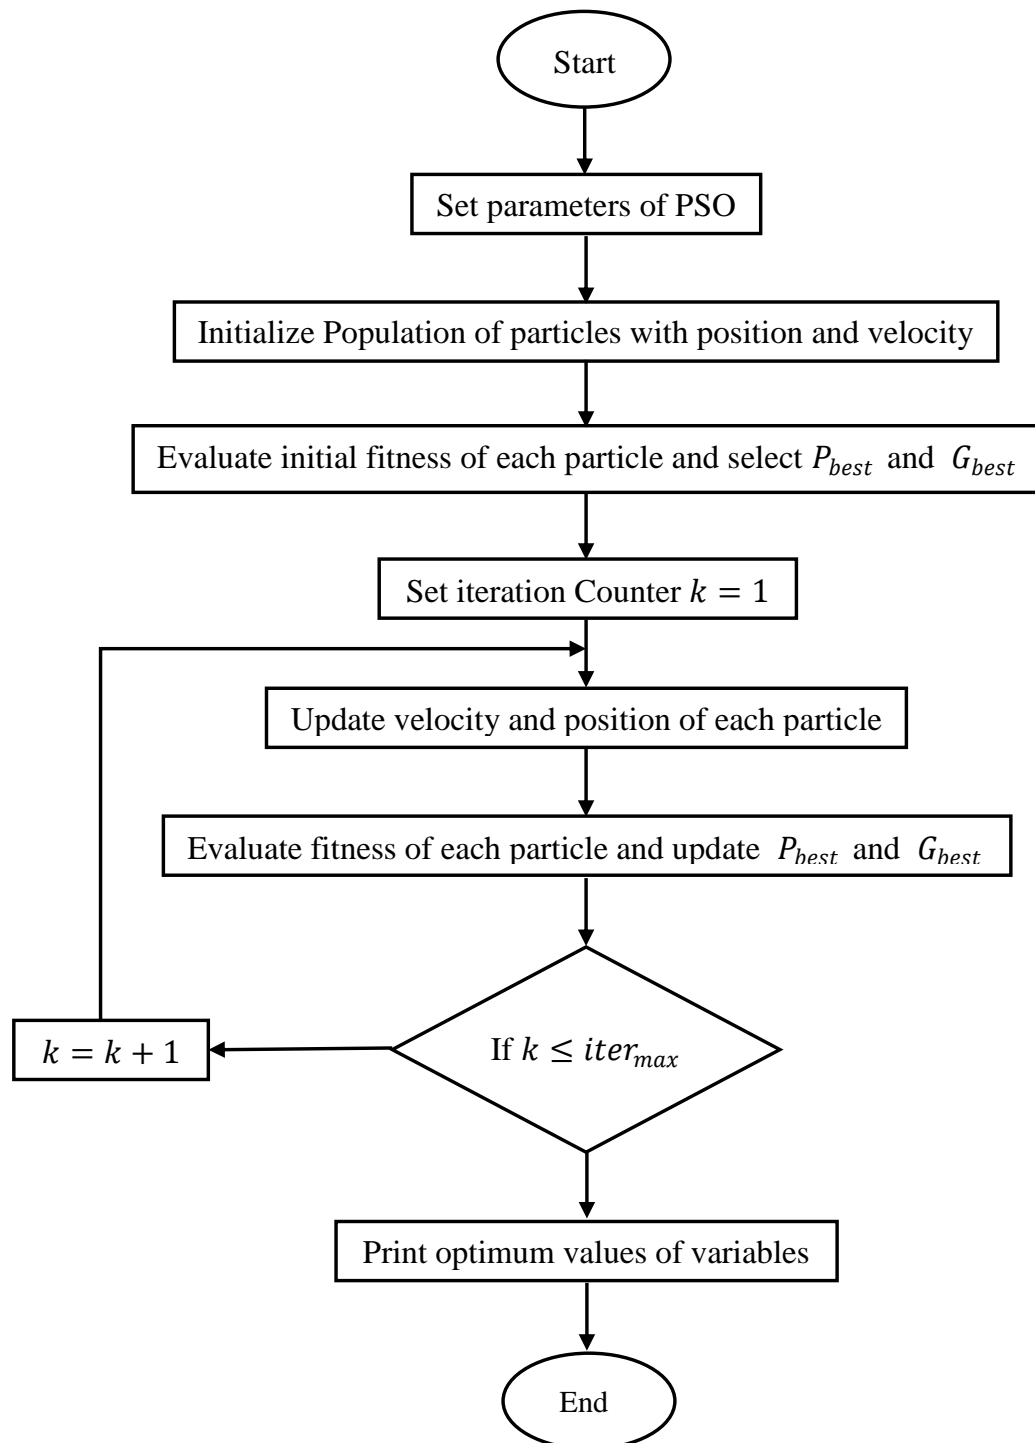 Start
Set parameters of PSO
Initialize Population of particles with position and velocity
Evaluate initial fitness of each particle and select P_best and G_best
Set iteration Counter k = 1
Update velocity and position of each particle
Evaluate fitness of each particle and update P_best and G_best
k = k + 1
If k ≤ iter_max
Print optimum values of variables
End